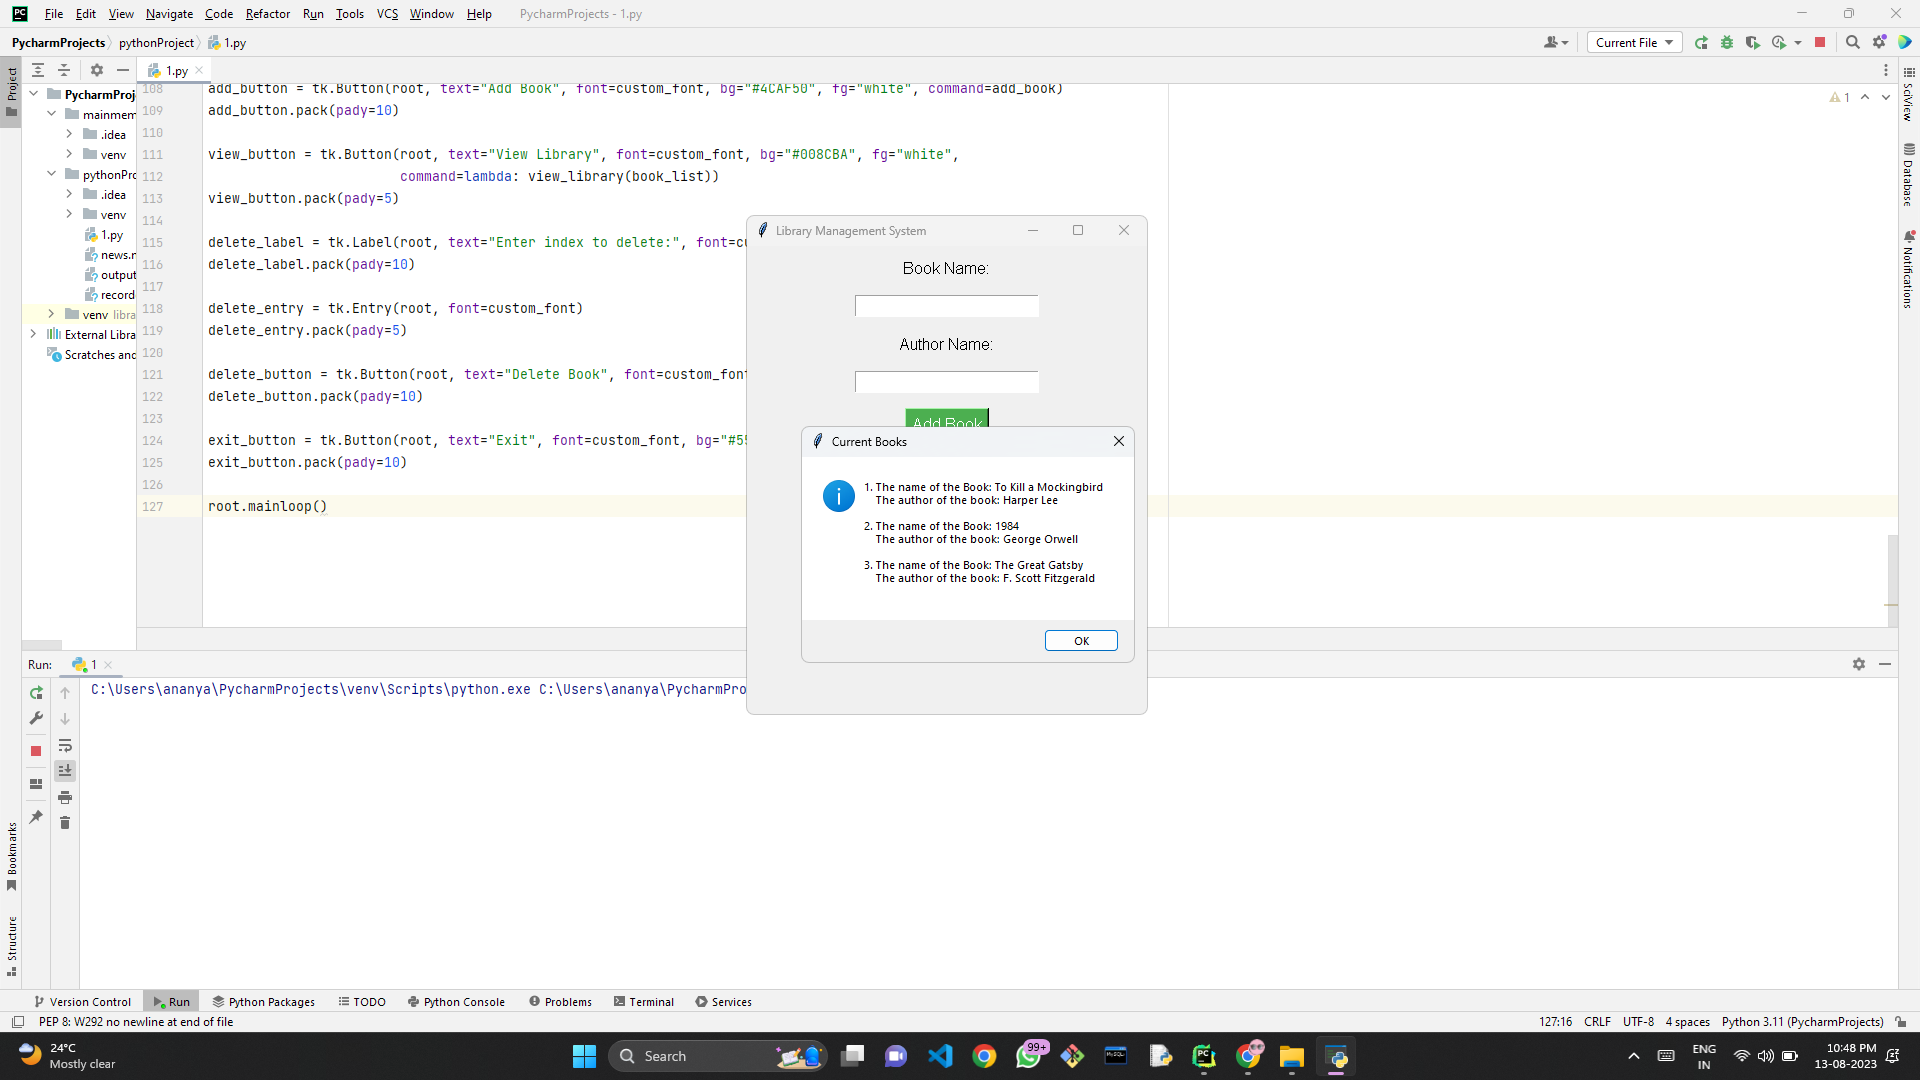 File Edit View Navigate Code Refactor Run Tools VCS Window Help PycharmProjects - 1.py
PycharmProjects pythonProject 1.py Current File
Project
1.py
PycharmProj
mainmem
.idea
venv
pythonPro
.idea
venv
1.py
news.r
output
record
venv libra
External Libra
Scratches and
108 add_button = tk.Button(root, text="Add Book", font=custom_font, bg="#4CAF50", fg="white", command=add_book)
109 add_button.pack(pady=10)
110
111 view_button = tk.Button(root, text="View Library", font=custom_font, bg="#008CBA", fg="white",
112 command=lambda: view_library(book_list))
113 view_button.pack(pady=5)
114
115 delete_label = tk.Label(root, text="Enter index to delete:", font=cu
116 delete_label.pack(pady=10)
117
118 delete_entry = tk.Entry(root, font=custom_font)
119 delete_entry.pack(pady=5)
120
121 delete_button = tk.Button(root, text="Delete Book", font=custom_font
122 delete_button.pack(pady=10)
123
124 exit_button = tk.Button(root, text="Exit", font=custom_font, bg="#55
125 exit_button.pack(pady=10)
126
127 root.mainloop()
1
SciView
Database
Notifications
Library Management System
Book Name:
Author Name:
Add Book
Current Books
1. The name of the Book: To Kill a Mockingbird
The author of the book: Harper Lee
2. The name of the Book: 1984
The author of the book: George Orwell
3. The name of the Book: The Great Gatsby
The author of the book: F. Scott Fitzgerald
OK
Run: 1
C:\Users\ananya\PycharmProjects\venv\Scripts\python.exe C:\Users\ananya\PycharmPro
Bookmarks
Structure
Version Control Run Python Packages TODO Python Console Problems Terminal Services
PEP 8: W292 no newline at end of file 127:16 CRLF UTF-8 4 spaces Python 3.11 (PycharmProjects)
24°C
Mostly clear
Search
99+
MySQL
PC
ENG
IN
10:48 PM
13-08-2023